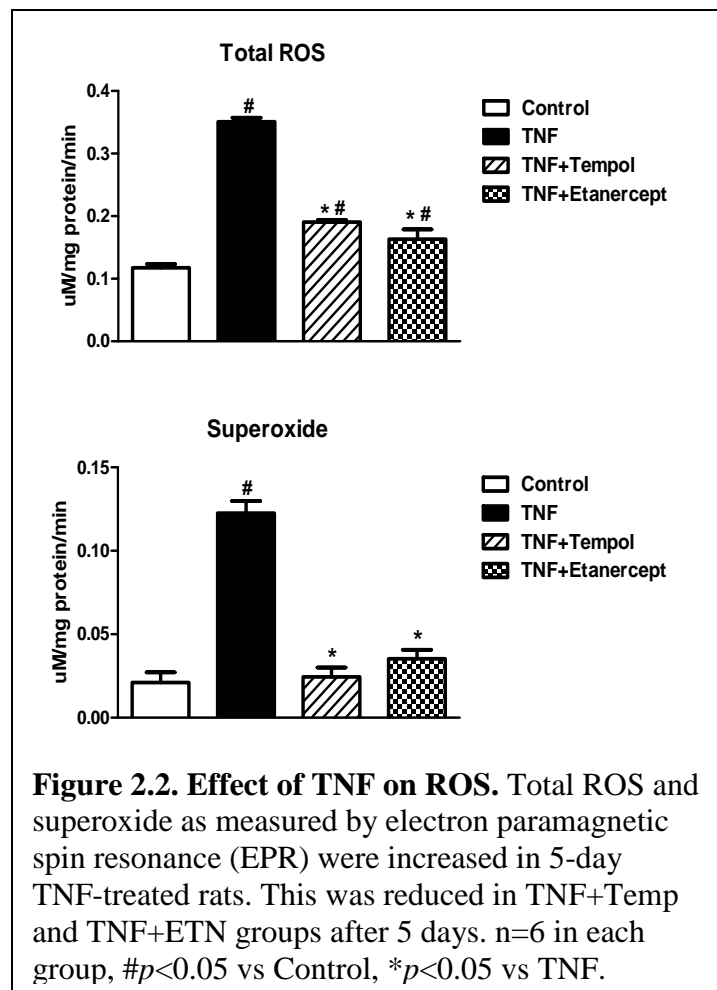 Total ROS
#
* #
* #
0.4
0.3
0.2
0.1
0.0
uM/mg protein/min
Control
TNF
TNF+Tempol
TNF+Etanercept
Superoxide
#
*
*
0.15
0.10
0.05
0.00
uM/mg protein/min
Control
TNF
TNF+Tempol
TNF+Etanercept
Figure 2.2. Effect of TNF on ROS. Total ROS and
superoxide as measured by electron paramagnetic
spin resonance (EPR) were increased in 5-day
TNF-treated rats. This was reduced in TNF+Temp
and TNF+ETN groups after 5 days. n=6 in each
group, #p<0.05 vs Control, *p<0.05 vs TNF.